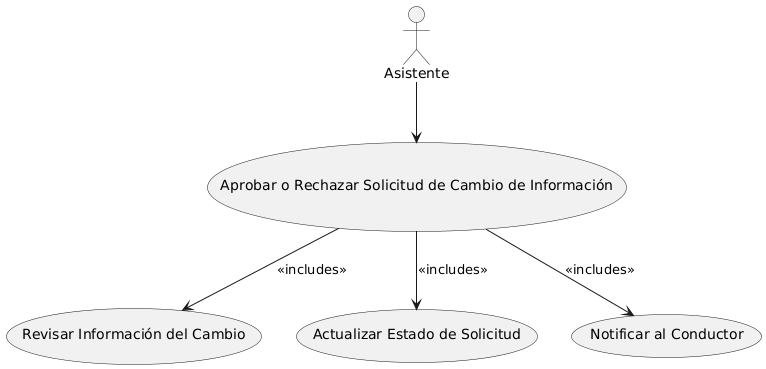 Asistente
Aprobar o Rechazar Solicitud de Cambio de Información
«includes»
«includes»
«includes»
Revisar Información del Cambio
Actualizar Estado de Solicitud
Notificar al Conductor